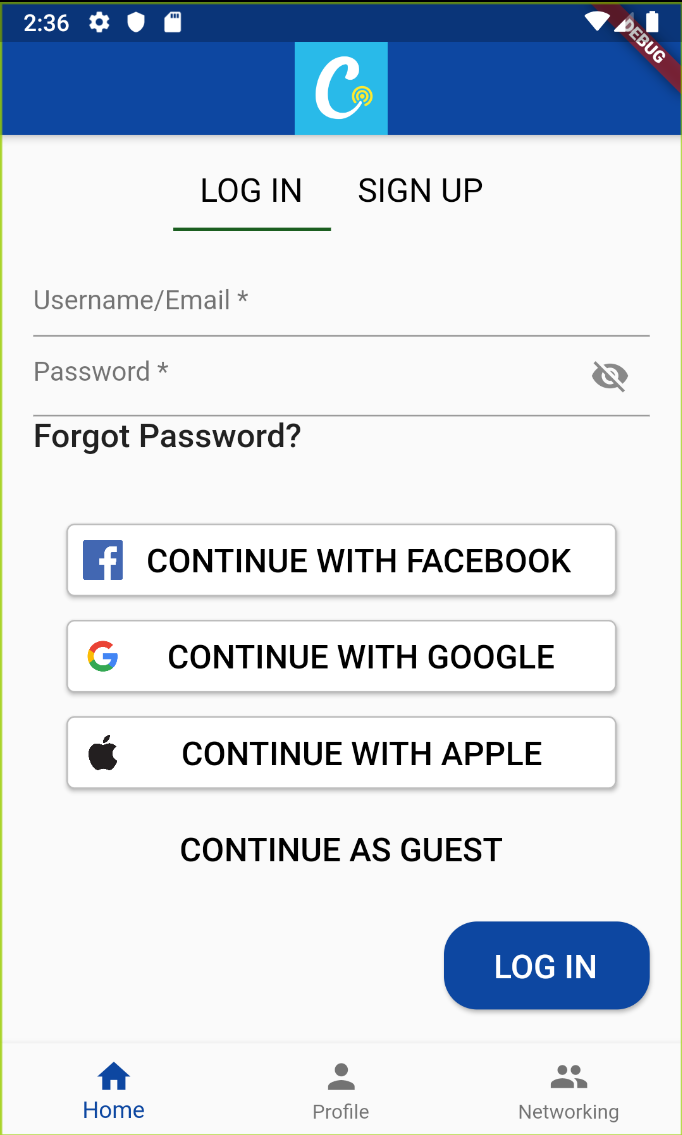 2:36
DEBUG
C
LOG IN SIGN UP
Username/Email *
Password *
Forgot Password?
CONTINUE WITH FACEBOOK
CONTINUE WITH GOOGLE
CONTINUE WITH APPLE
CONTINUE AS GUEST
LOG IN
Home Profile Networking